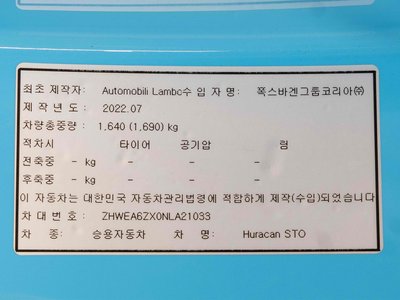 최초 제작자: Automobili Lambc수 입 자 명: 폭스바겐그룹코리아㈜
제 작 년 도 : 2022.07
차량총중량 : 1,640 (1,690) kg
적차시 타이어 공기압 림
전축중 - kg - -
후축중 - kg - -
이 자동차는 대한민국 자동차관리법령에 적합하게 제작(수입)되였습니다
차 대 번 호 : ZHWEA6ZX0NLA21033
차 종: 승용자동차 차 명: Huracan STO